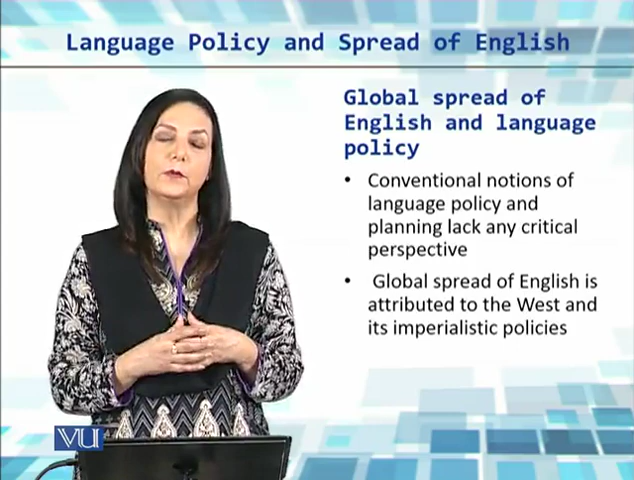 Language Policy and Spread of English
Global spread of
English and language
policy
• Conventional notions of
language policy and
planning lack any critical
perspective
• Global spread of English is
attributed to the West and
its imperialistic policies
VU